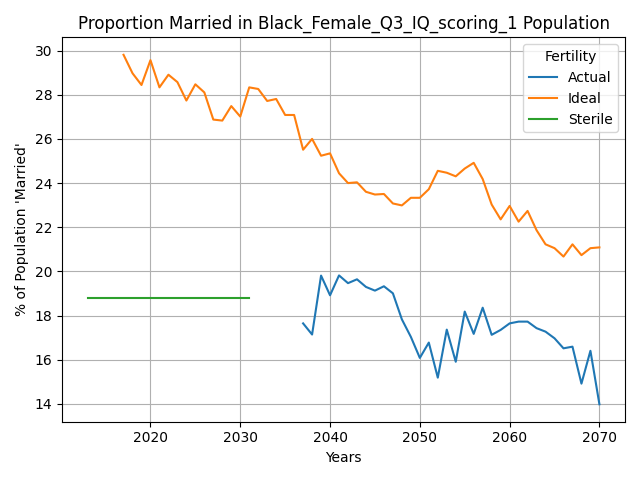 Proportion Married in Black_Female_Q3_IQ_scoring_1 Population
% of Population 'Married'
30
28
26
24
22
20
18
16
14
Fertility
Actual
Ideal
Sterile
2020 2030 2040 2050 2060 2070
Years